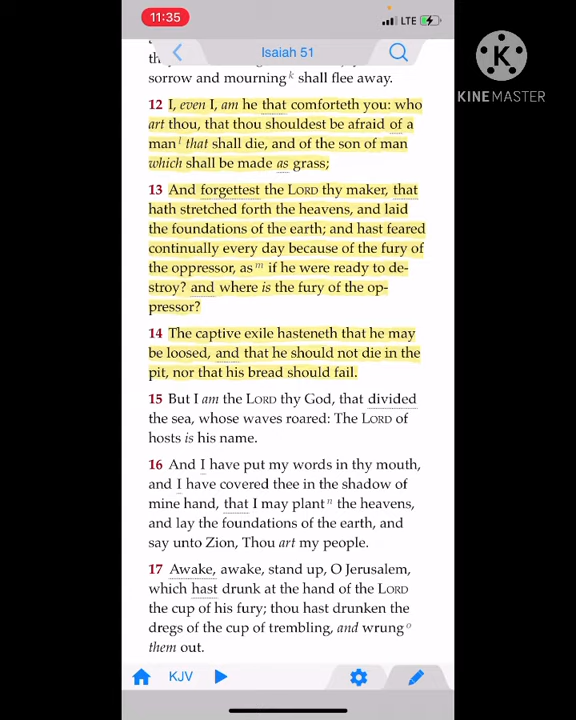 11:35
LTE
Isaiah 51
K
KINEMASTER
sorrow and mourning k shall flee away.
12 I, even I, am he that comforteth you: who
art thou, that thou shouldest be afraid of a
man l that shall die, and of the son of man
which shall be made as grass;
13 And forgettest the LORD thy maker, that
hath stretched forth the heavens, and laid
the foundations of the earth; and hast feared
continually every day because of the fury of
the oppressor, as m if he were ready to de-
stroy? and where is the fury of the op-
pressor?
14 The captive exile hasteneth that he may
be loosed, and that he should not die in the
pit, nor that his bread should fail.
15 But I am the LORD thy God, that divided
the sea, whose waves roared: The LORD of
hosts is his name.
16 And I have put my words in thy mouth,
and I have covered thee in the shadow of
mine hand, that I may plant n the heavens,
and lay the foundations of the earth, and
say unto Zion, Thou art my people.
17 Awake, awake, stand up, O Jerusalem,
which hast drunk at the hand of the LORD
the cup of his fury; thou hast drunken the
dregs of the cup of trembling, and wrung o
them out.
KJV